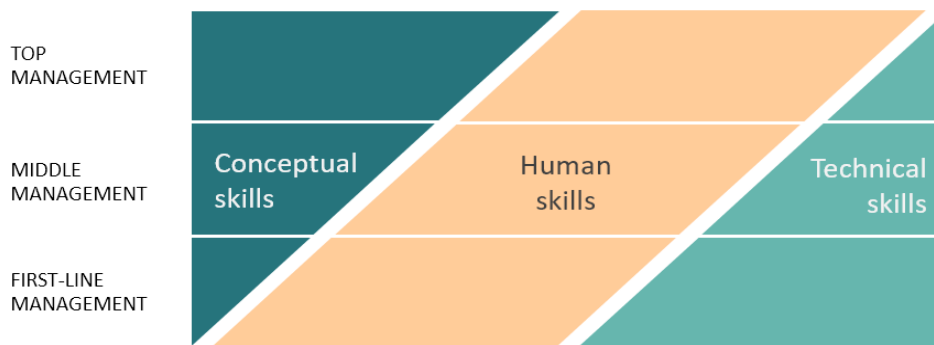 TOP
MANAGEMENT
MIDDLE
MANAGEMENT
Conceptual
skills
Human
skills
Technical
skills
FIRST-LINE
MANAGEMENT